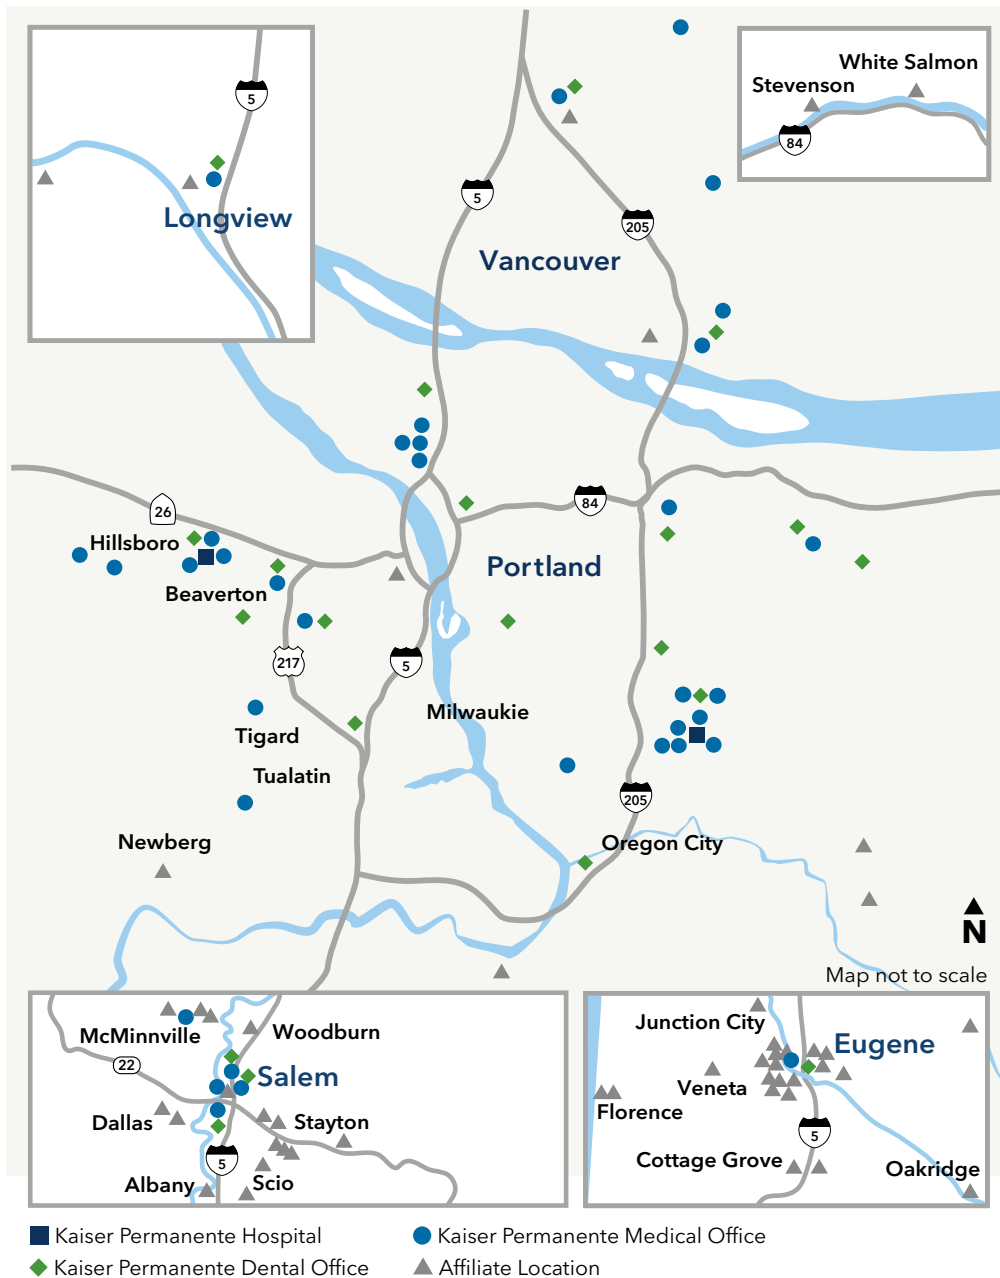 White Salmon
Stevenson
84
5
Longview
5
205
Vancouver
84
26
Hillsboro
Beaverton
Portland
217
5
Milwaukie
Tigard
Tualatin
205
Newberg
Oregon City
N
Map not to scale
McMinnville
Woodburn
22
Salem
Dallas
Stayton
5
Albany
Scio
Junction City
Eugene
Veneta
Florence
5
Cottage Grove
Oakridge
Kaiser Permanente Hospital
Kaiser Permanente Medical Office
Kaiser Permanente Dental Office
Affiliate Location